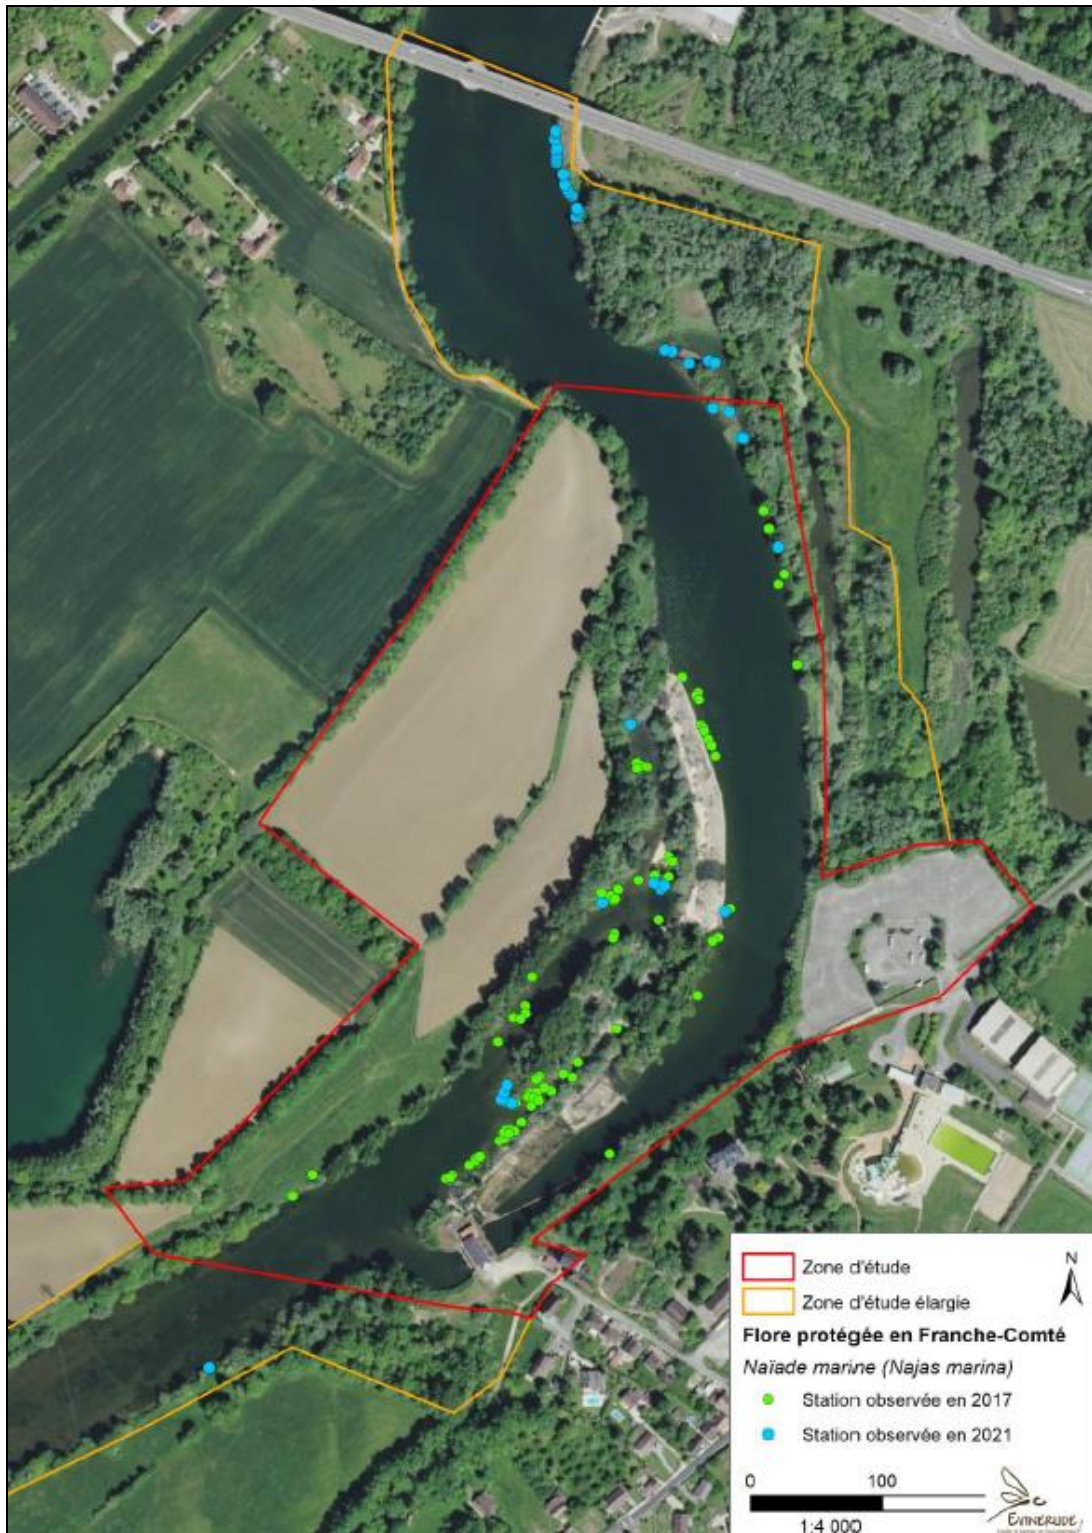 Zone d'étude
N
Zone d'étude élargie
Flore protégée en Franche-Comté
Naïade marine (Najas marina)
Station observée en 2017
Station observée en 2021
0 100
1:4 000
EVINERUDE